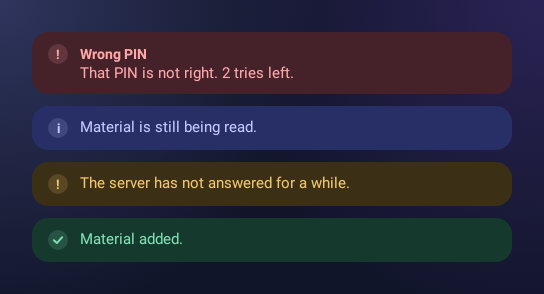 Wrong PIN
That PIN is not right. 2 tries left.
Material is still being read.
The server has not answered for a while.
Material added.